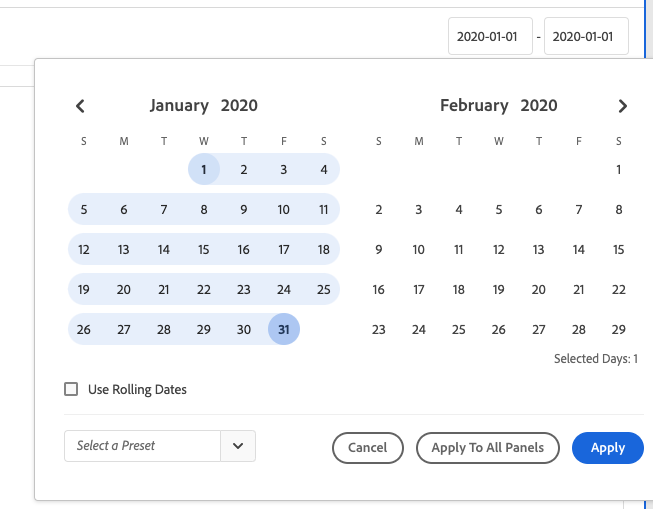 2020-01-01 - 2020-01-01
January 2020 February 2020
S M T W T F S S M T W T F S
1 2 3 4 1
5 6 7 8 9 10 11 2 3 4 5 6 7 8
12 13 14 15 16 17 18 9 10 11 12 13 14 15
19 20 21 22 23 24 25 16 17 18 19 20 21 22
26 27 28 29 30 31 23 24 25 26 27 28 29
Selected Days: 1
Use Rolling Dates
Select a Preset Cancel Apply To All Panels Apply